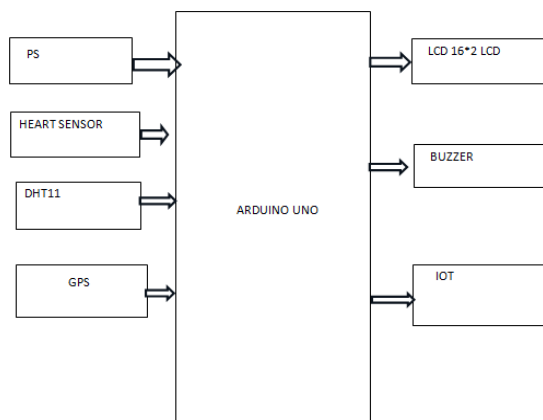 PS
HEART SENSOR
DHT11
GPS
ARDUINO UNO
LCD 16*2 LCD
BUZZER
IOT